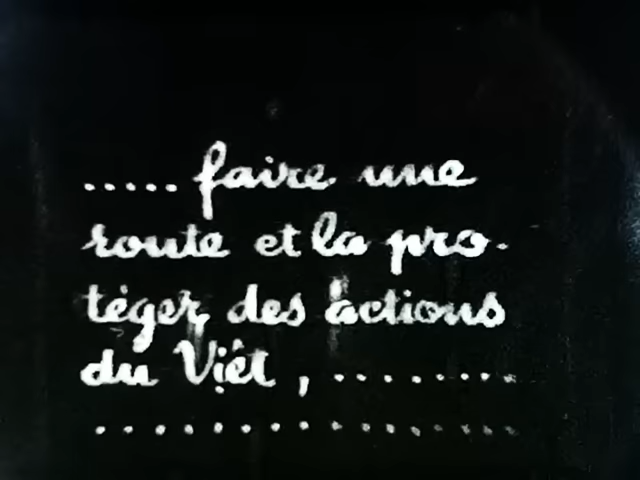 ..... faire une
route et la pro-
téger des actions
du Việt, ........
...............